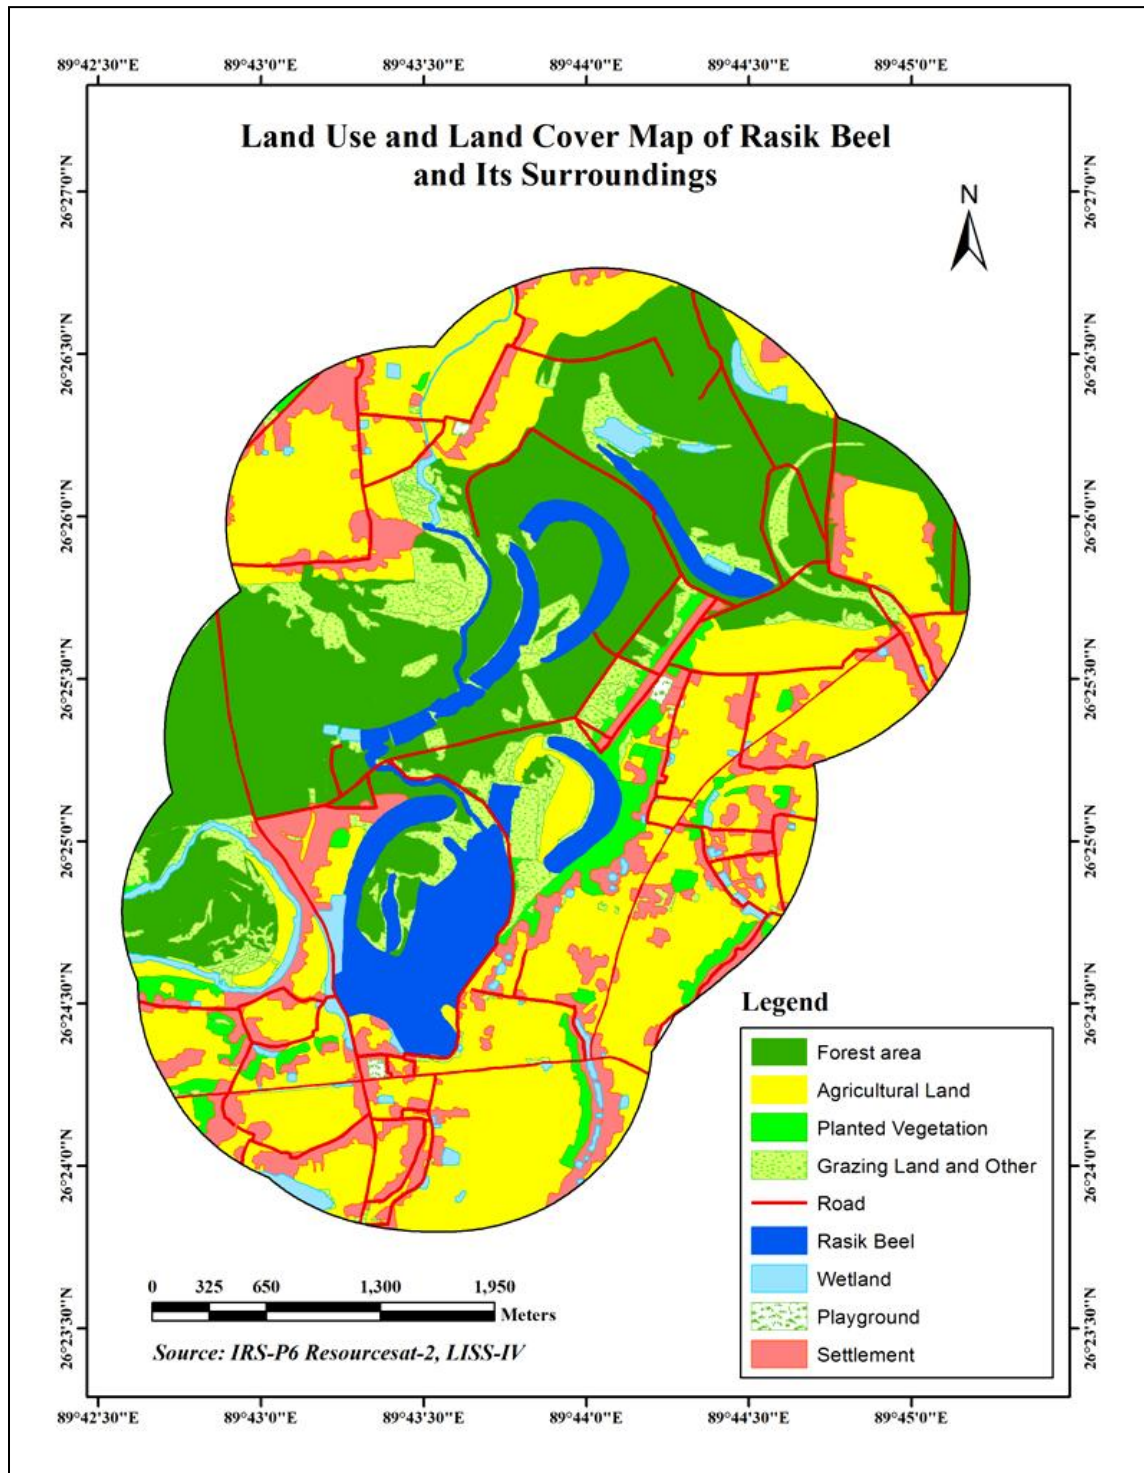 89°42'30"E 89°43'0"E 89°43'30"E 89°44'0"E 89°44'30"E 89°45'0"E
Land Use and Land Cover Map of Rasik Beel
and Its Surroundings
N
26°27'0"N 26°27'0"N
26°26'30"N 26°26'30"N
26°26'0"N 26°26'0"N
26°25'30"N 26°25'30"N
26°25'0"N 26°25'0"N
26°24'30"N 26°24'30"N
26°24'0"N 26°24'0"N
26°23'30"N 26°23'30"N
Legend
Forest area
Agricultural Land
Planted Vegetation
Grazing Land and Other
Road
Rasik Beel
Wetland
Playground
Settlement
0 325 650 1,300 1,950
Meters
Source: IRS-P6 Resourcesat-2, LISS-IV
89°42'30"E 89°43'0"E 89°43'30"E 89°44'0"E 89°44'30"E 89°45'0"E